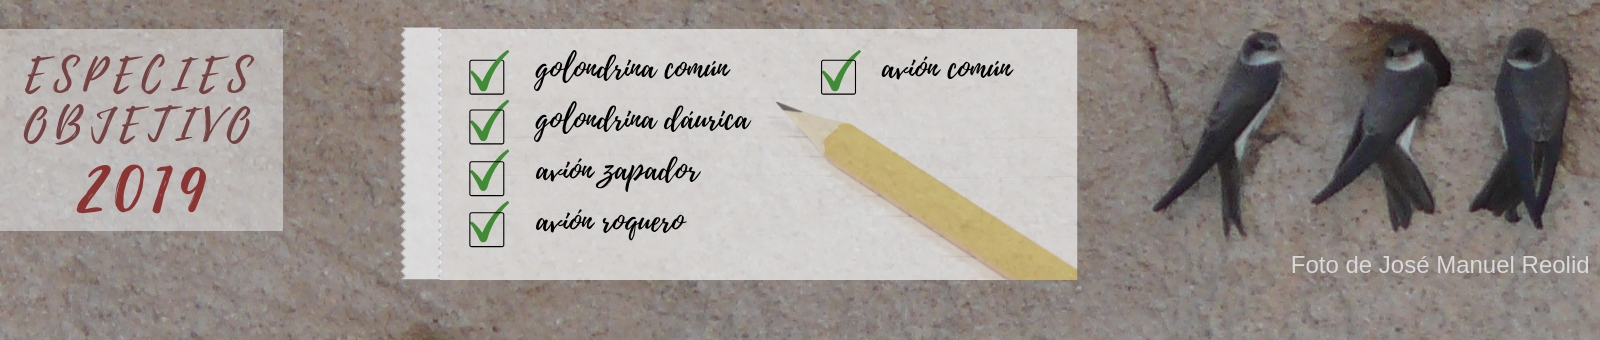 ESPECIES
OBJETIVO
2019
golondrina común
golondrina dáurica
avión zapador
avión roquero
avión común
Foto de José Manuel Reolid